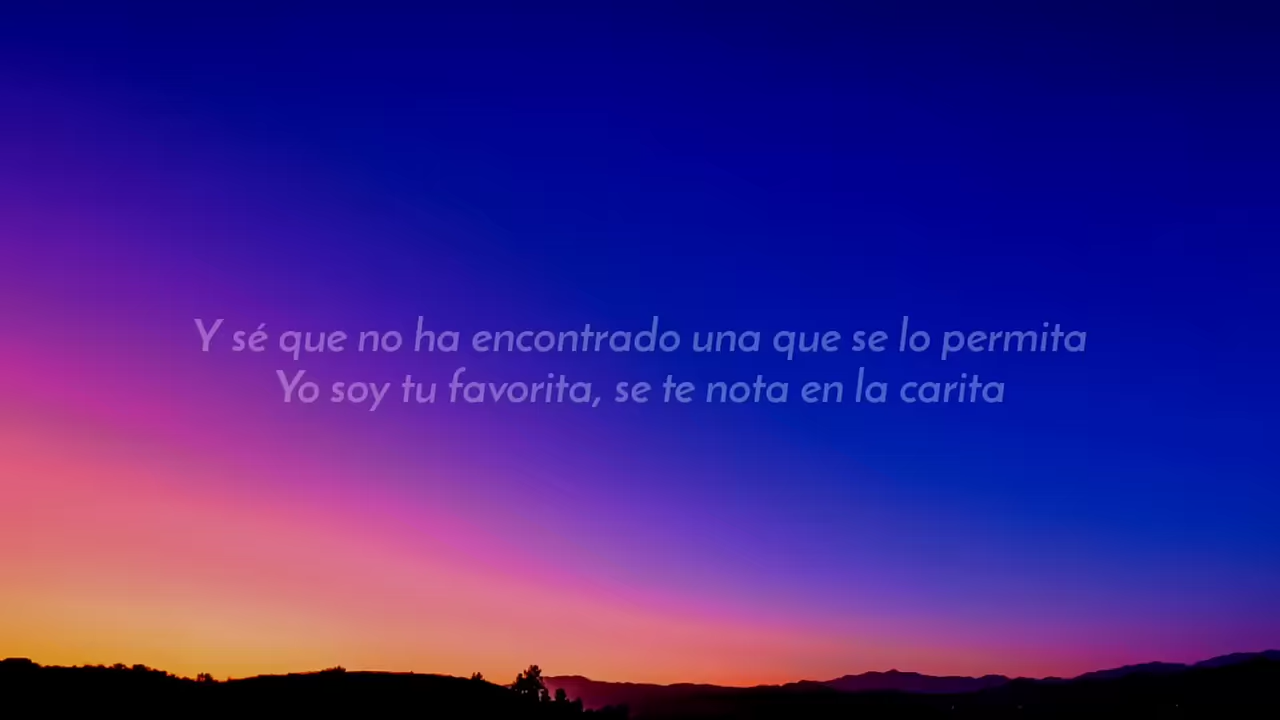 Y sé que no ha encontrado una que se lo permita
Yo soy tu favorita, se te nota en la carita